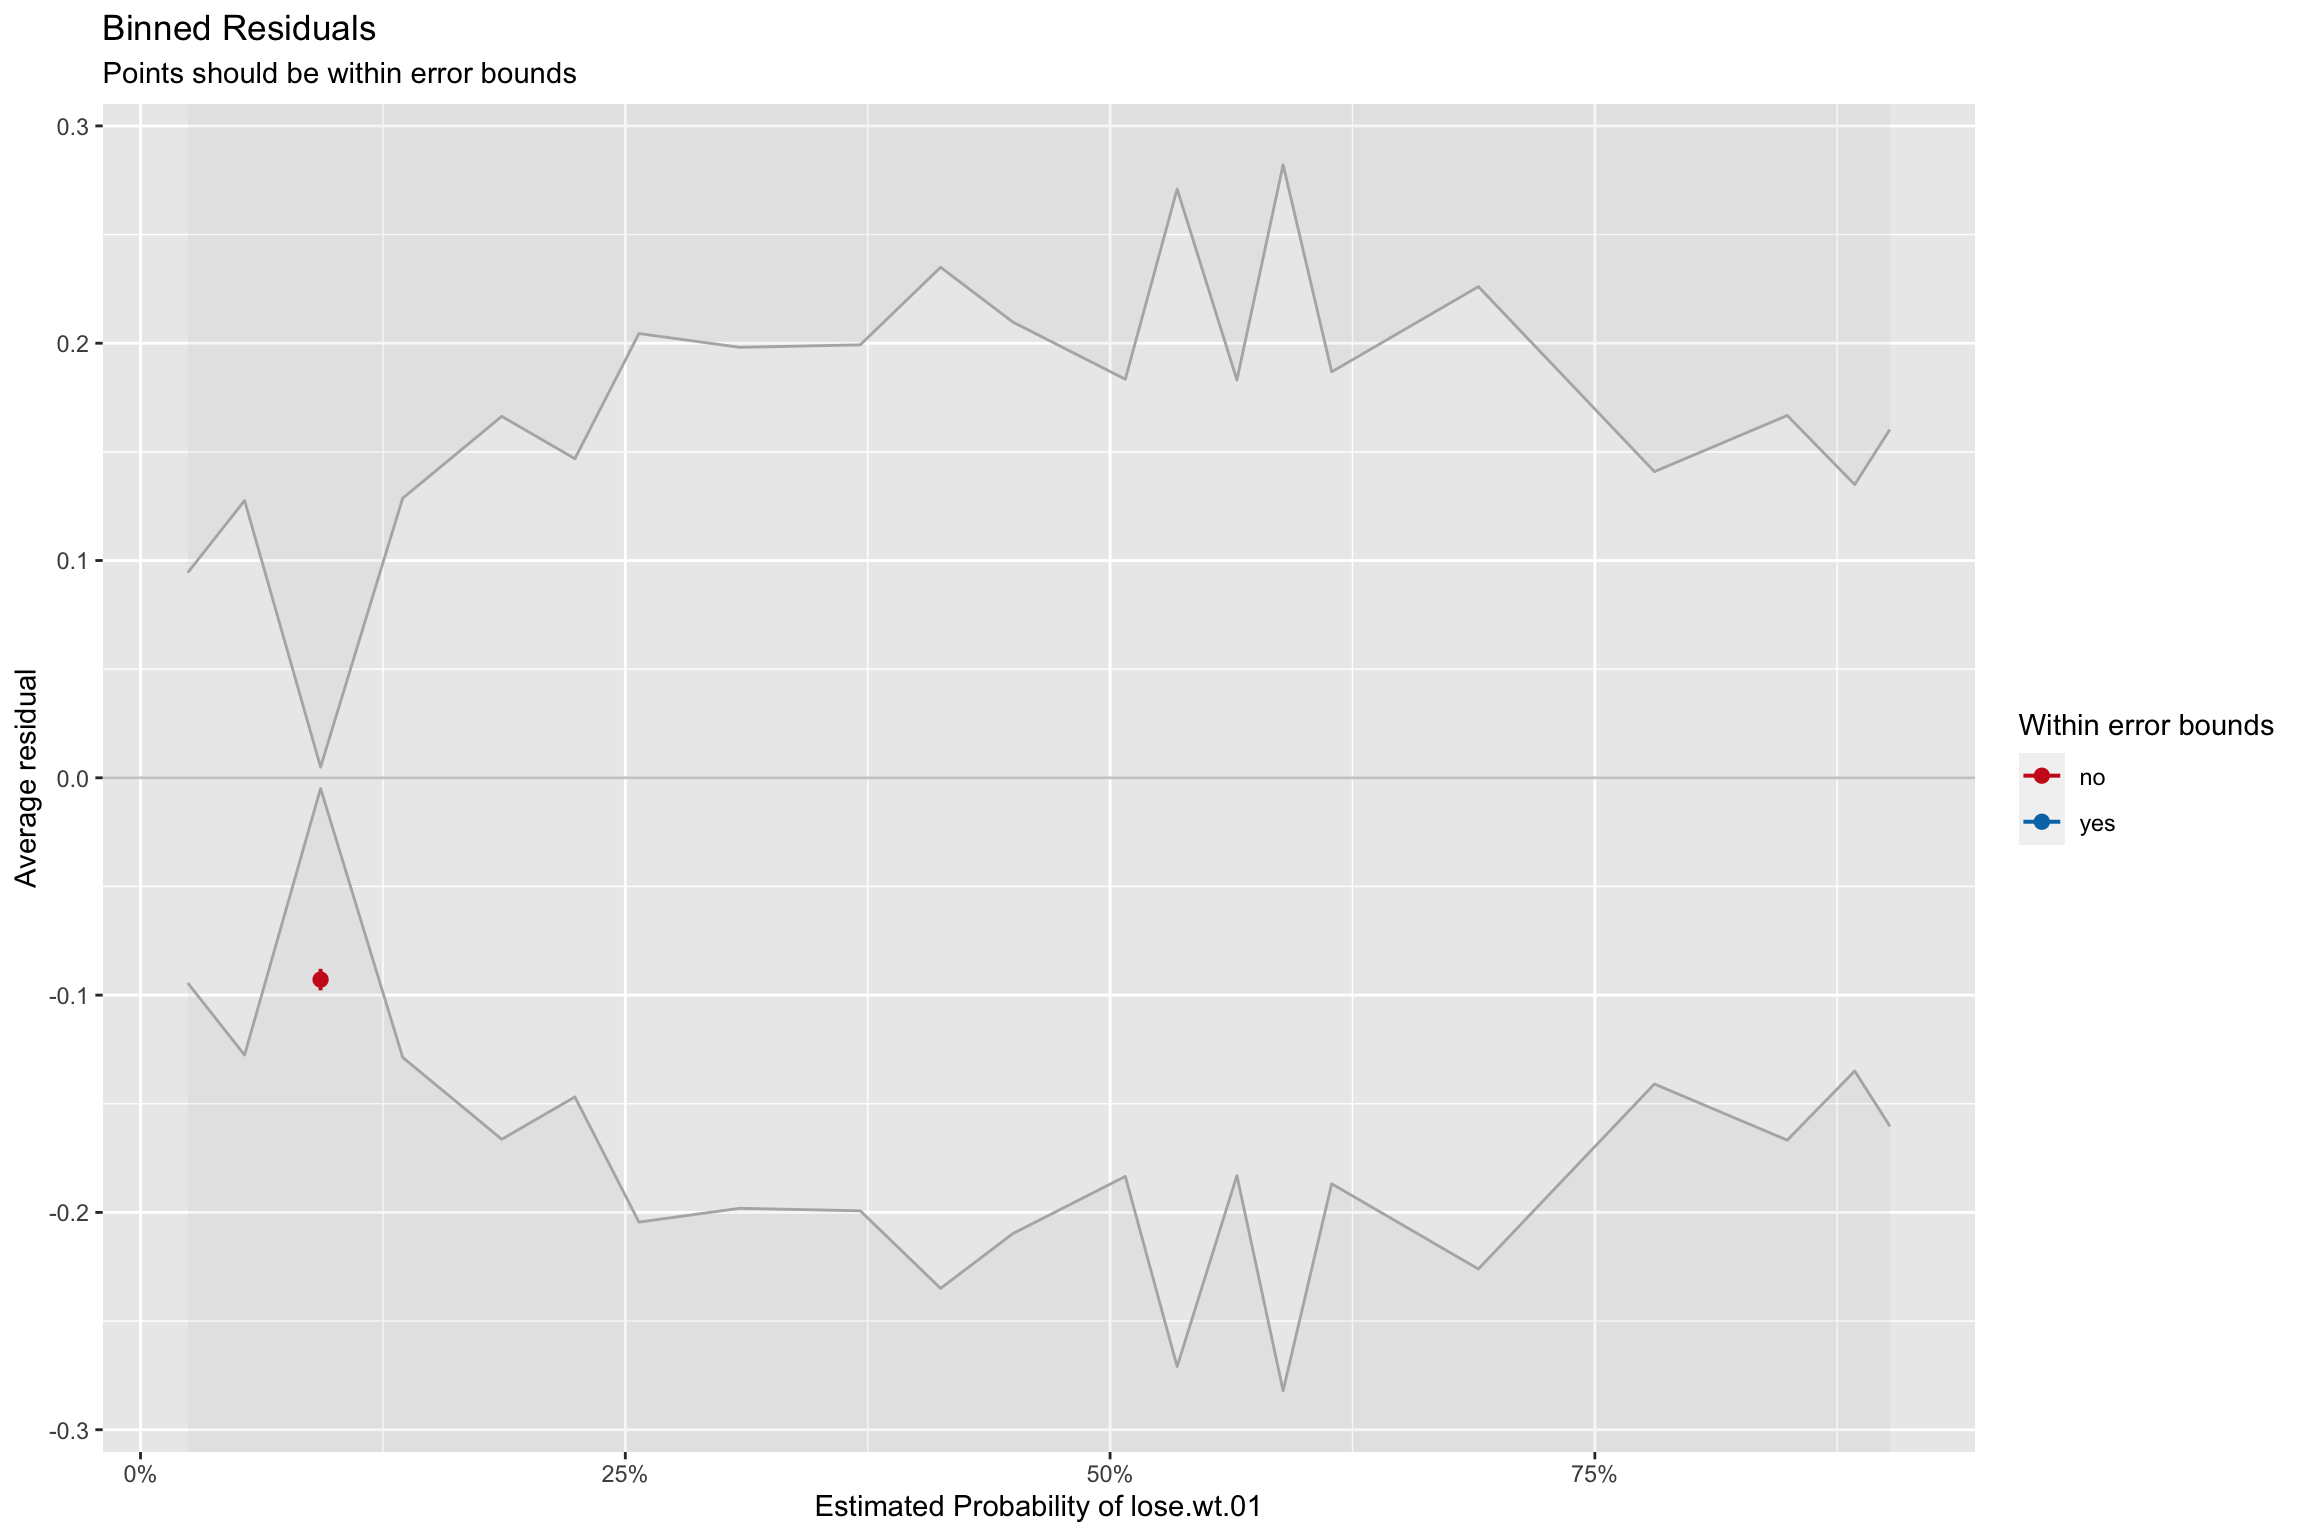 Binned Residuals
Points should be within error bounds
Average residual
0.3
0.2
0.1
0.0
-0.1
-0.2
-0.3
0%
25%
50%
75%
Estimated Probability of lose.wt.01
Within error bounds
no
yes